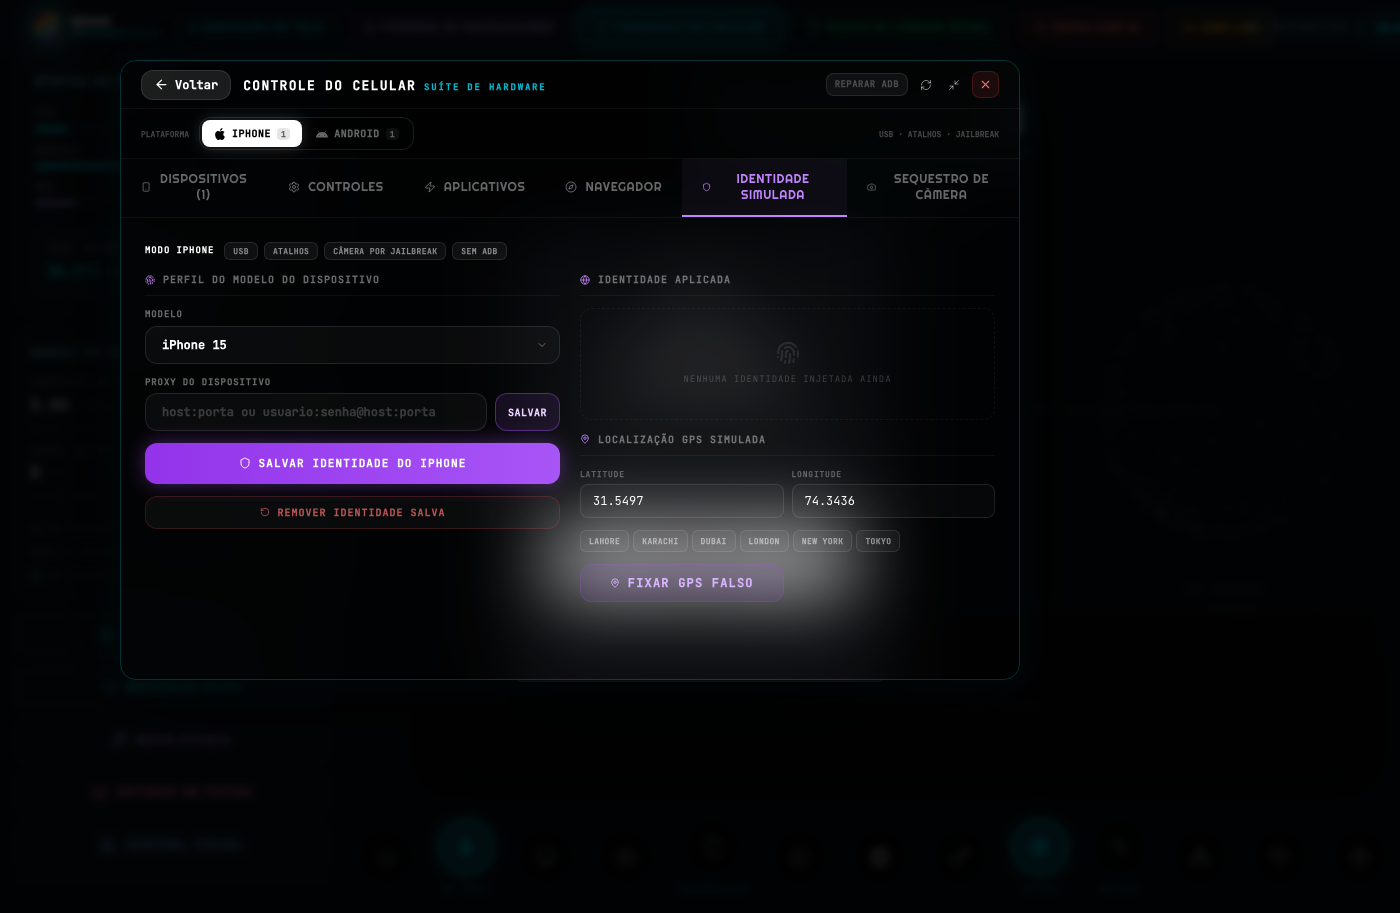 Voltar
CONTROLE DO CELULAR SUÍTE DE HARDWARE
REPARAR ADB
PLATAFORMA
IPHONE 1
ANDROID 1
USB · ATALHOS · JAILBREAK
DISPOSITIVOS
(1)
CONTROLES
APLICATIVOS
NAVEGADOR
IDENTIDADE
SIMULADA
SEQUESTRO DE
CÂMERA
MODO IPHONE
USB
ATALHOS
CÂMERA POR JAILBREAK
SEM ADB
PERFIL DO MODELO DO DISPOSITIVO
MODELO
iPhone 15
PROXY DO DISPOSITIVO
host:porta ou usuario:senha@host:porta
SALVAR
SALVAR IDENTIDADE DO IPHONE
REMOVER IDENTIDADE SALVA
IDENTIDADE APLICADA
NENHUMA IDENTIDADE INJETADA AINDA
LOCALIZAÇÃO GPS SIMULADA
LATITUDE
LONGITUDE
31.5497
74.3436
LAHORE
KARACHI
DUBAI
LONDON
NEW YORK
TOKYO
FIXAR GPS FALSO